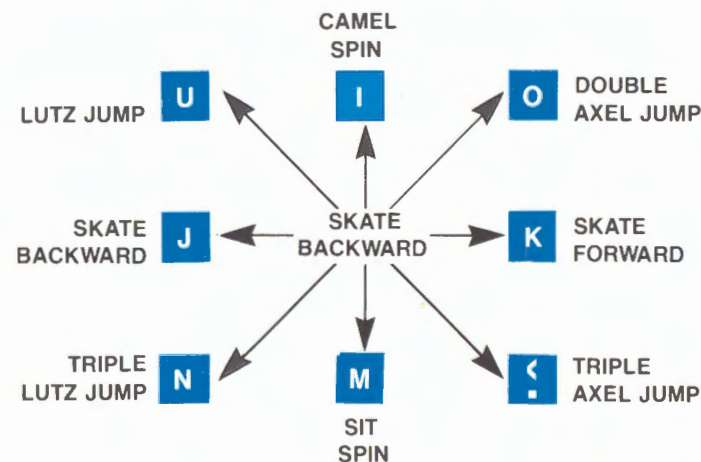 CAMEL
SPIN
U
I
O
LUTZ JUMP
DOUBLE
AXEL JUMP
SKATE
BACKWARD
J
SKATE
BACKWARD
K
SKATE
FORWARD
TRIPLE
LUTZ JUMP
N
M
TRIPLE
AXEL JUMP
SIT
SPIN